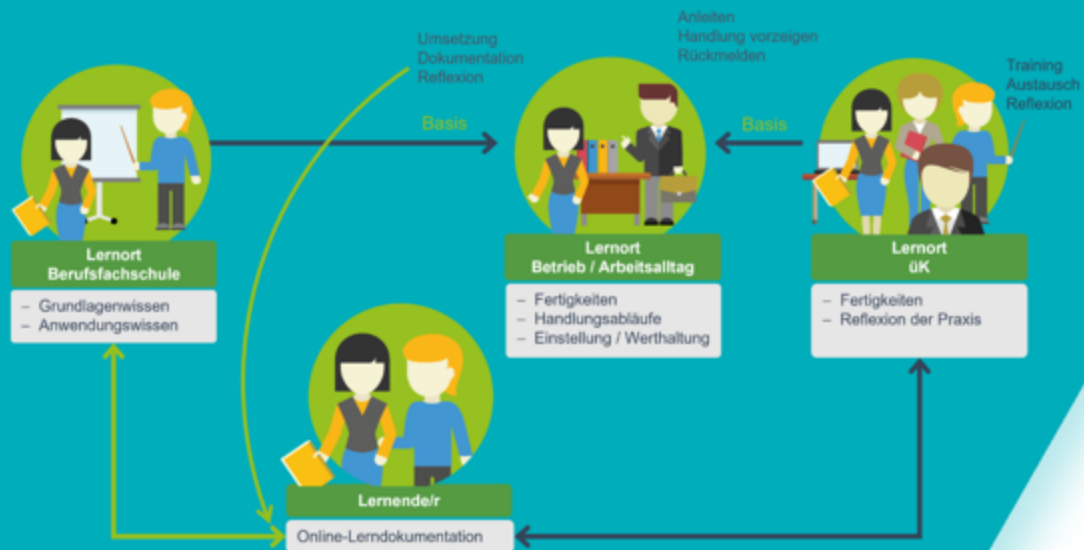 Umsetzung
Dokumentation
Reflexion
Anleiten
Handlung vorzeigen
Rückmelden
Training
Austausch
Reflexion
Basis
Basis
Lernort
Berufsfachschule
– Grundlagenwissen
– Anwendungswissen
Lernort
Betrieb / Arbeitsalltag
– Fertigkeiten
– Handlungsabläufe
– Einstellung / Werthaltung
Lernort
üK
– Fertigkeiten
– Reflexion der Praxis
Lernende/r
Online-Lerndokumentation